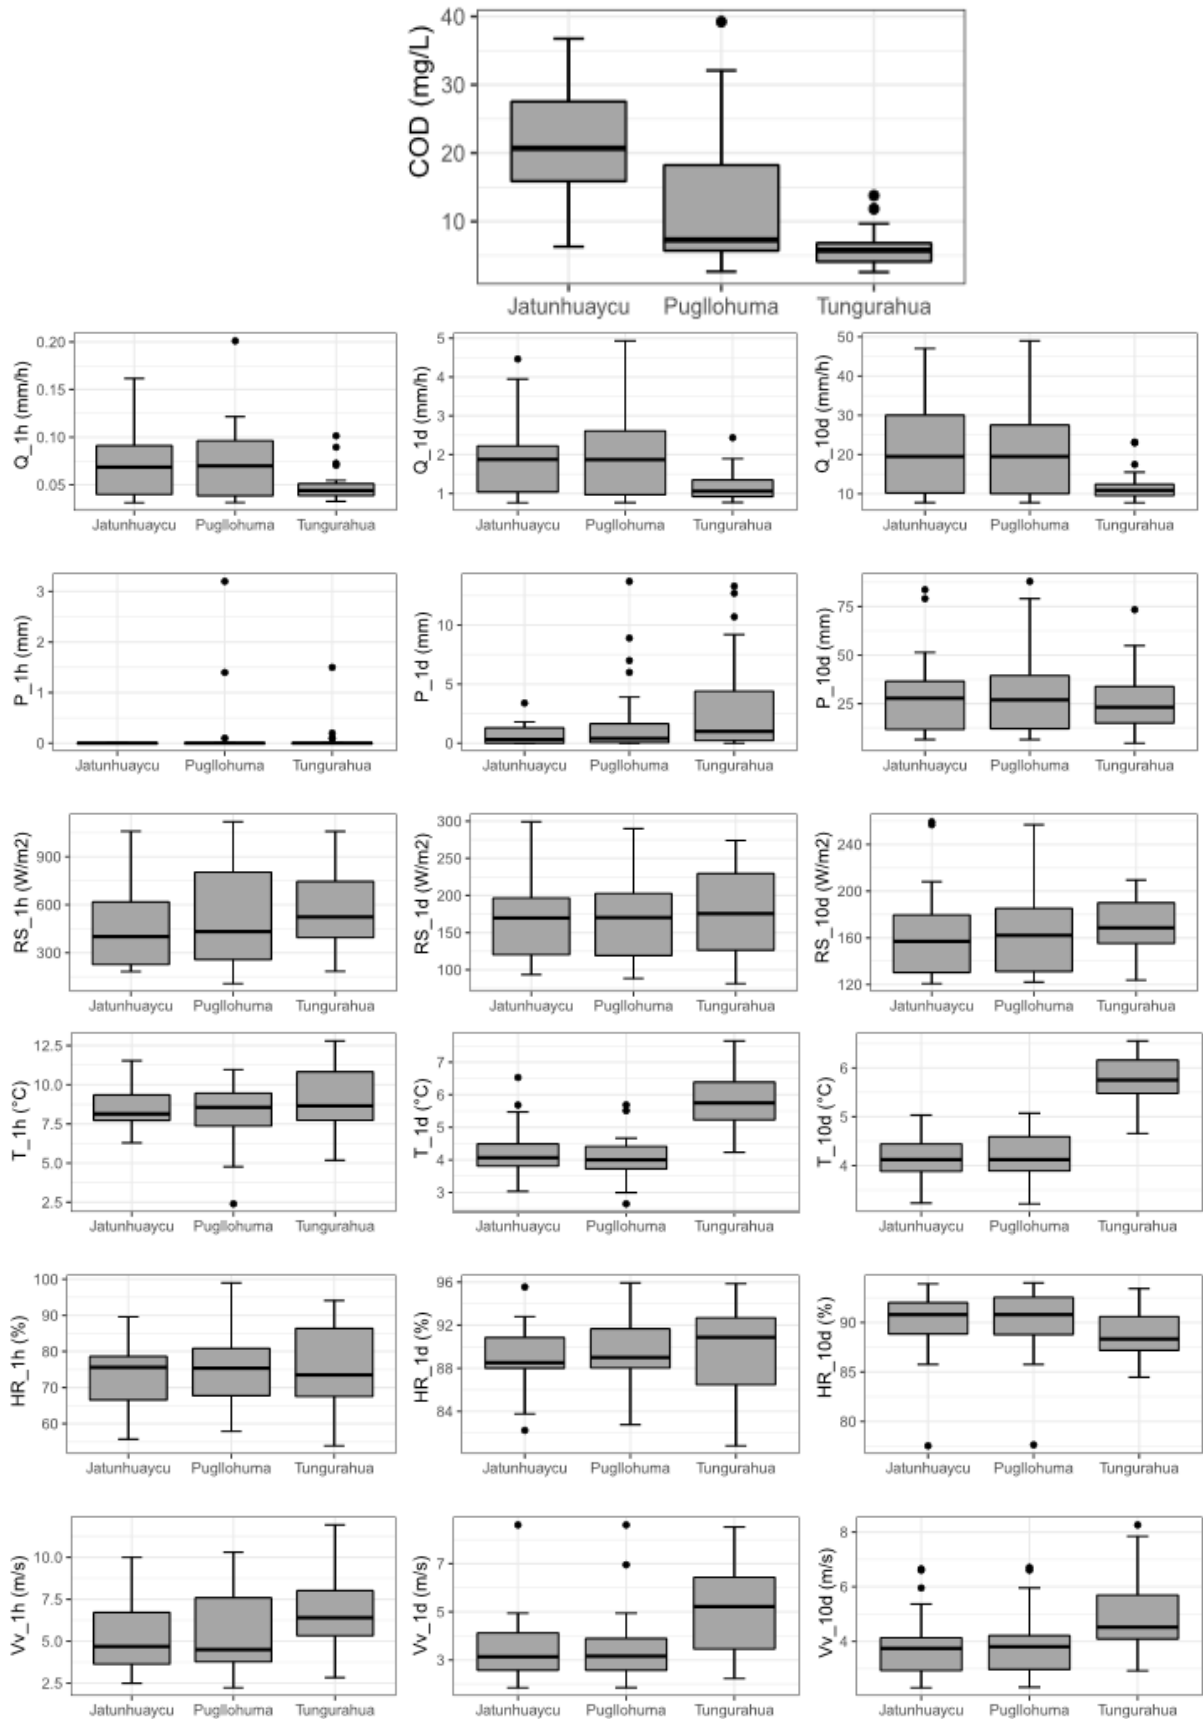 COD (mg/L)
40
30
20
10
Jatunhuaycu Pugllohuma Tungurahua
Q_1h (mm/h)
0.20
0.15
0.10
0.05
Jatunhuaycu Pugllohuma Tungurahua
Q_1d (mm/h)
5
4
3
2
1
Jatunhuaycu Pugllohuma Tungurahua
Q_10d (mm/h)
50
40
30
20
10
Jatunhuaycu Pugllohuma Tungurahua
P_1h (mm)
3
2
1
0
Jatunhuaycu Pugllohuma Tungurahua
P_1d (mm)
10
5
0
Jatunhuaycu Pugllohuma Tungurahua
P_10d (mm)
75
50
25
Jatunhuaycu Pugllohuma Tungurahua
RS_1h (W/m2)
900
600
300
Jatunhuaycu Pugllohuma Tungurahua
RS_1d (W/m2)
300
250
200
150
100
Jatunhuaycu Pugllohuma Tungurahua
RS_10d (W/m2)
240
200
160
120
Jatunhuaycu Pugllohuma Tungurahua
T_1h (°C)
12.5
10.0
7.5
5.0
2.5
Jatunhuaycu Pugllohuma Tungurahua
T_1d (°C)
7
6
5
4
3
Jatunhuaycu Pugllohuma Tungurahua
T_10d (°C)
6
5
4
Jatunhuaycu Pugllohuma Tungurahua
HR_1h (%)
100
90
80
70
60
Jatunhuaycu Pugllohuma Tungurahua
HR_1d (%)
96
92
88
84
Jatunhuaycu Pugllohuma Tungurahua
HR_10d (%)
90
85
80
Jatunhuaycu Pugllohuma Tungurahua
Vv_1h (m/s)
10.0
7.5
5.0
2.5
Jatunhuaycu Pugllohuma Tungurahua
Vv_1d (m/s)
7
5
3
Jatunhuaycu Pugllohuma Tungurahua
Vv_10d (m/s)
8
6
4
Jatunhuaycu Pugllohuma Tungurahua